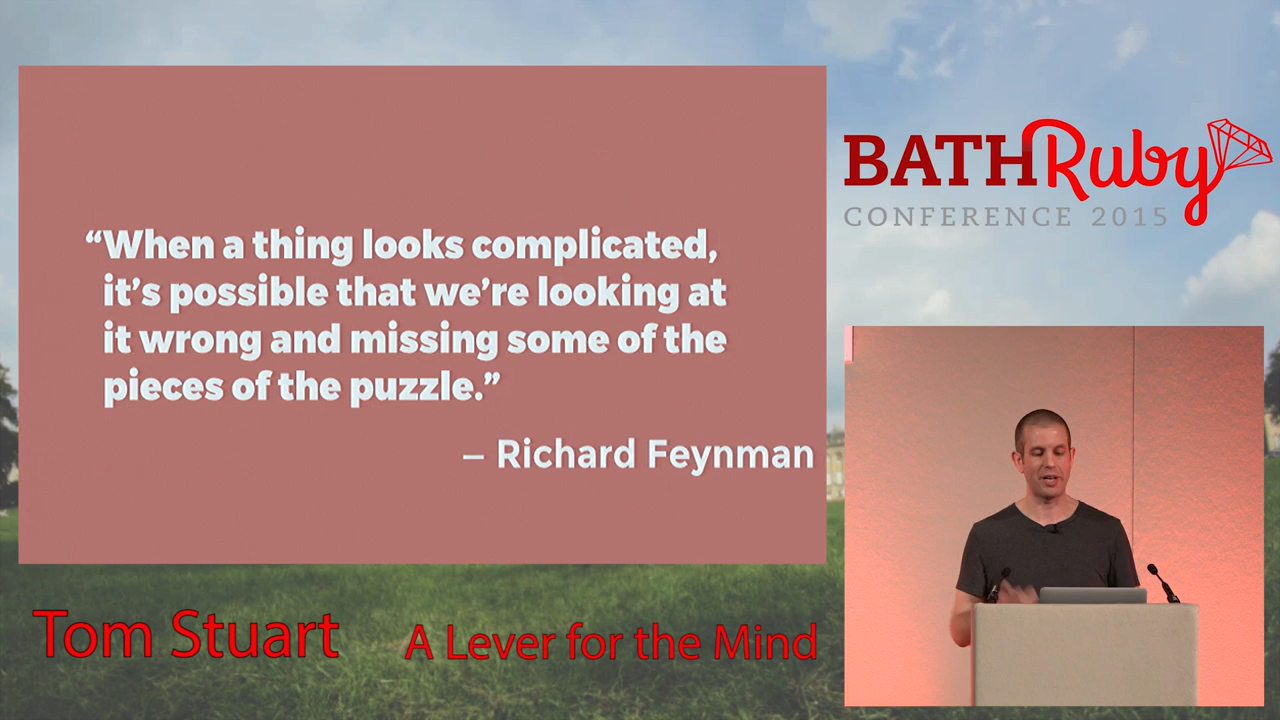 “When a thing looks complicated,
it’s possible that we’re looking at
it wrong and missing some of the
pieces of the puzzle.”
– Richard Feynman
BATHRuby
CONFERENCE 2015
Tom Stuart
A Lever for the Mind